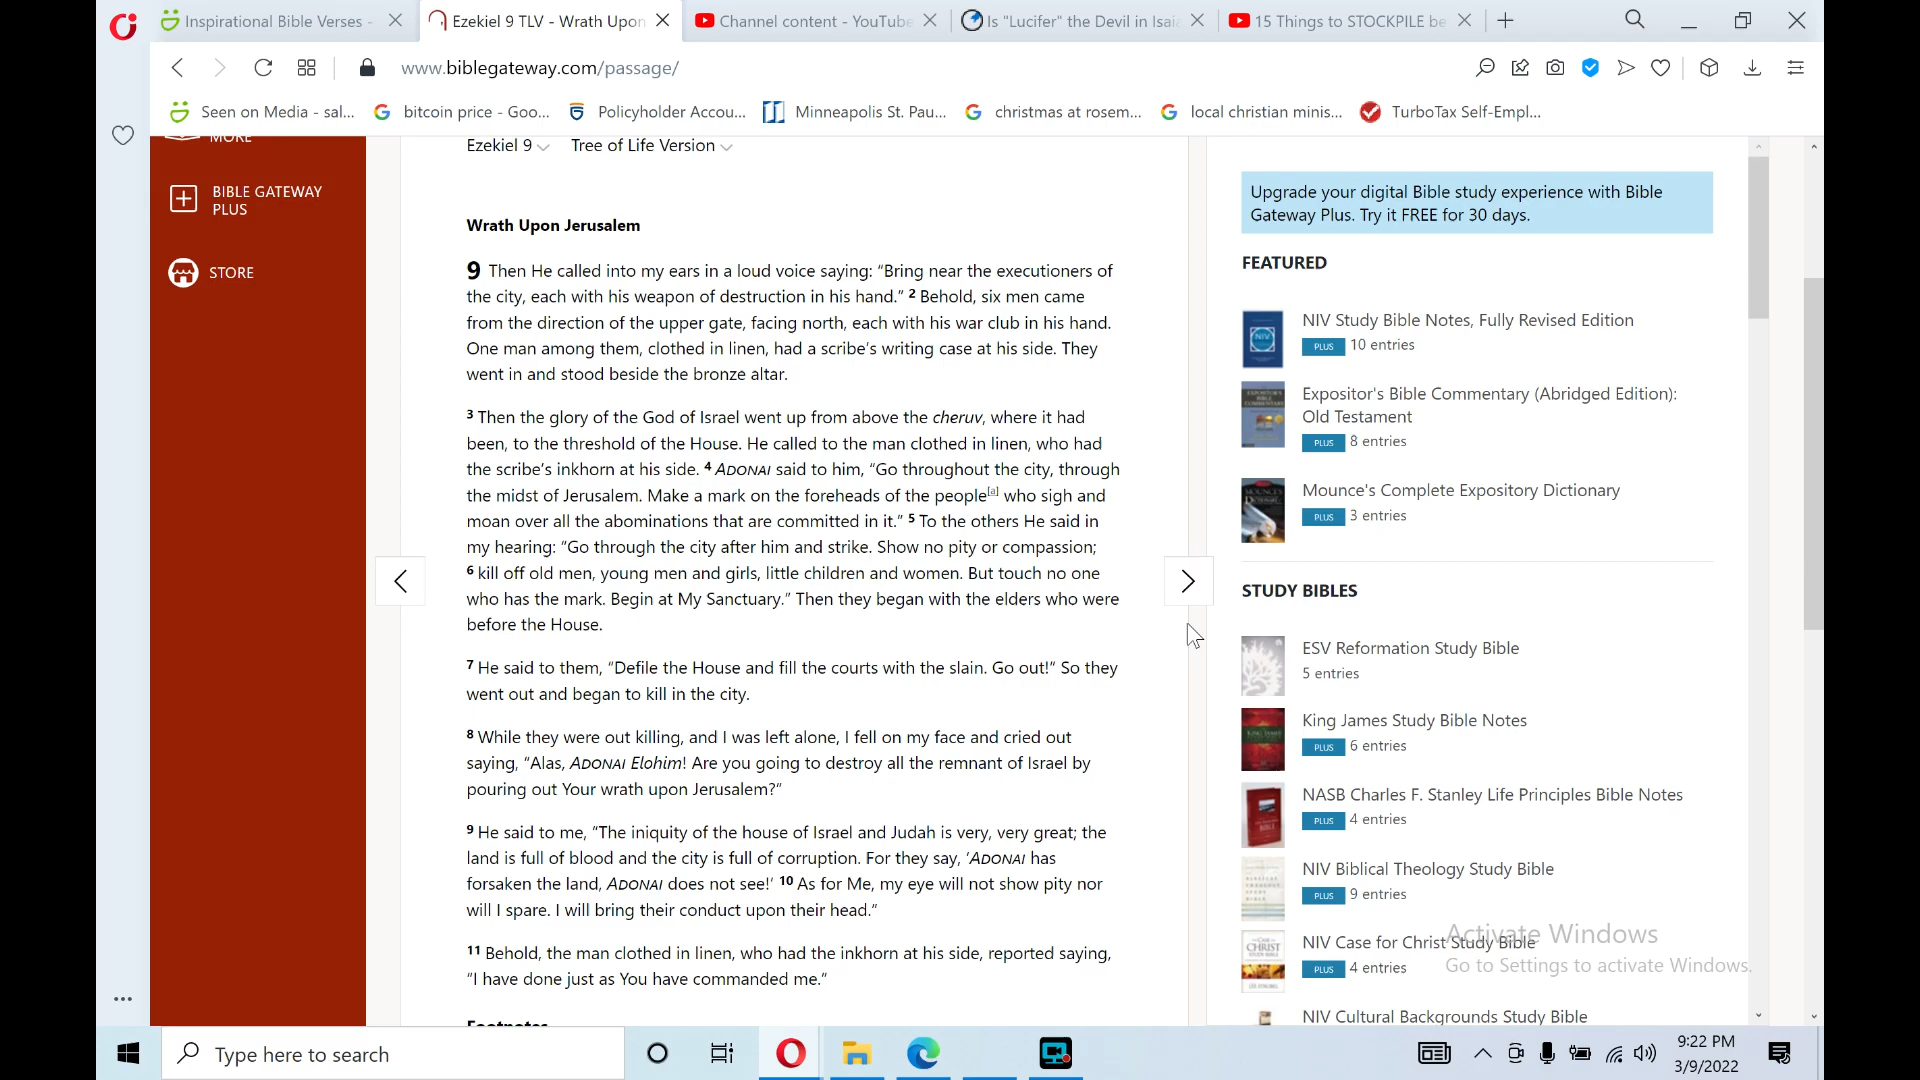 Inspirational Bible Verses -
Ezekiel 9 TLV - Wrath Upon
Channel content - YouTube
Is "Lucifer" the Devil in Isai
15 Things to STOCKPILE be
www.biblegateway.com/passage/
Seen on Media - sal...
bitcoin price - Goo...
Policyholder Accou...
Minneapolis St. Pau...
christmas at rosem...
local christian minis...
TurboTax Self-Empl...
MORE
BIBLE GATEWAY
PLUS
STORE
Ezekiel 9
Tree of Life Version
Wrath Upon Jerusalem
9 Then He called into my ears in a loud voice saying: “Bring near the executioners of
the city, each with his weapon of destruction in his hand.” 2 Behold, six men came
from the direction of the upper gate, facing north, each with his war club in his hand.
One man among them, clothed in linen, had a scribe’s writing case at his side. They
went in and stood beside the bronze altar.
3 Then the glory of the God of Israel went up from above the cheruv, where it had
been, to the threshold of the House. He called to the man clothed in linen, who had
the scribe’s inkhorn at his side. 4 ADONAI said to him, “Go throughout the city, through
the midst of Jerusalem. Make a mark on the foreheads of the people[a] who sigh and
moan over all the abominations that are committed in it.” 5 To the others He said in
my hearing: “Go through the city after him and strike. Show no pity or compassion;
6 kill off old men, young men and girls, little children and women. But touch no one
who has the mark. Begin at My Sanctuary.” Then they began with the elders who were
before the House.
7 He said to them, “Defile the House and fill the courts with the slain. Go out!” So they
went out and began to kill in the city.
8 While they were out killing, and I was left alone, I fell on my face and cried out
saying, “Alas, ADONAI Elohim! Are you going to destroy all the remnant of Israel by
pouring out Your wrath upon Jerusalem?”
9 He said to me, “The iniquity of the house of Israel and Judah is very, very great; the
land is full of blood and the city is full of corruption. For they say, ‘ADONAI has
forsaken the land, ADONAI does not see!’ 10 As for Me, my eye will not show pity nor
will I spare. I will bring their conduct upon their head.”
11 Behold, the man clothed in linen, who had the inkhorn at his side, reported saying,
“I have done just as You have commanded me.”
Footnotes
Upgrade your digital Bible study experience with Bible
Gateway Plus. Try it FREE for 30 days.
FEATURED
NIV Study Bible Notes, Fully Revised Edition
PLUS 10 entries
Expositor's Bible Commentary (Abridged Edition):
Old Testament
PLUS 8 entries
Mounce's Complete Expository Dictionary
PLUS 3 entries
STUDY BIBLES
ESV Reformation Study Bible
5 entries
King James Study Bible Notes
PLUS 6 entries
NASB Charles F. Stanley Life Principles Bible Notes
PLUS 4 entries
NIV Biblical Theology Study Bible
PLUS 9 entries
NIV Case for Christ Study Bible
PLUS 4 entries
NIV Cultural Backgrounds Study Bible
Activate Windows
Go to Settings to activate Windows.
Type here to search
9:22 PM
3/9/2022